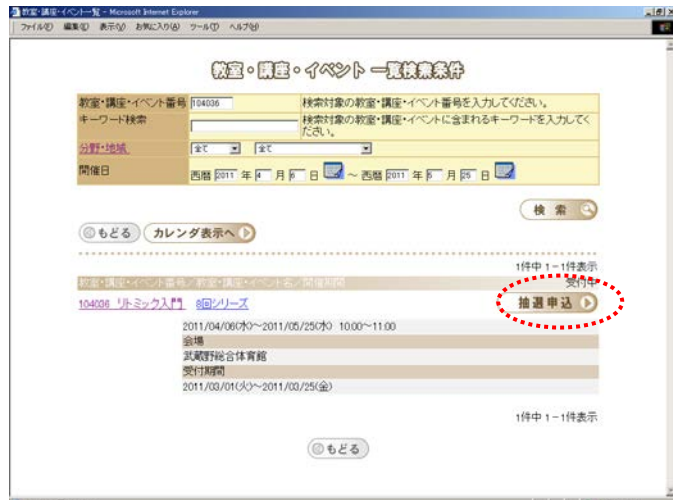 教室・講座・イベント一覧 - Microsoft Internet Explorer
ファイル(F) 編集(E) 表示(V) お気に入り(A) ツール(T) ヘルプ(H)
教室・講座・イベント 一覧検索条件
教室・講座・イベント番号 104036 検索対象の教室・講座・イベント番号を入力してください。
キーワード検索 検索対象の教室・講座・イベントに含まれるキーワードを入力してく
ださい。
分野・地域 全て 全て
開催日 西暦 2011 年 4 月 6 日 ～ 西暦 2011 年 5 月 25 日
検 索
もどる カレンダ表示へ
1件中 1－1件表示
教室・講座・イベント番号／教室・講座・イベント名／開催期間 受付中
104036 リトミック入門 8回シリーズ 抽選申込
2011/04/06(水)～2011/05/25(水) 10:00～11:00
会場
武蔵野総合体育館
受付期間
2011/03/01(火)～2011/03/25(金)
1件中 1－1件表示
もどる